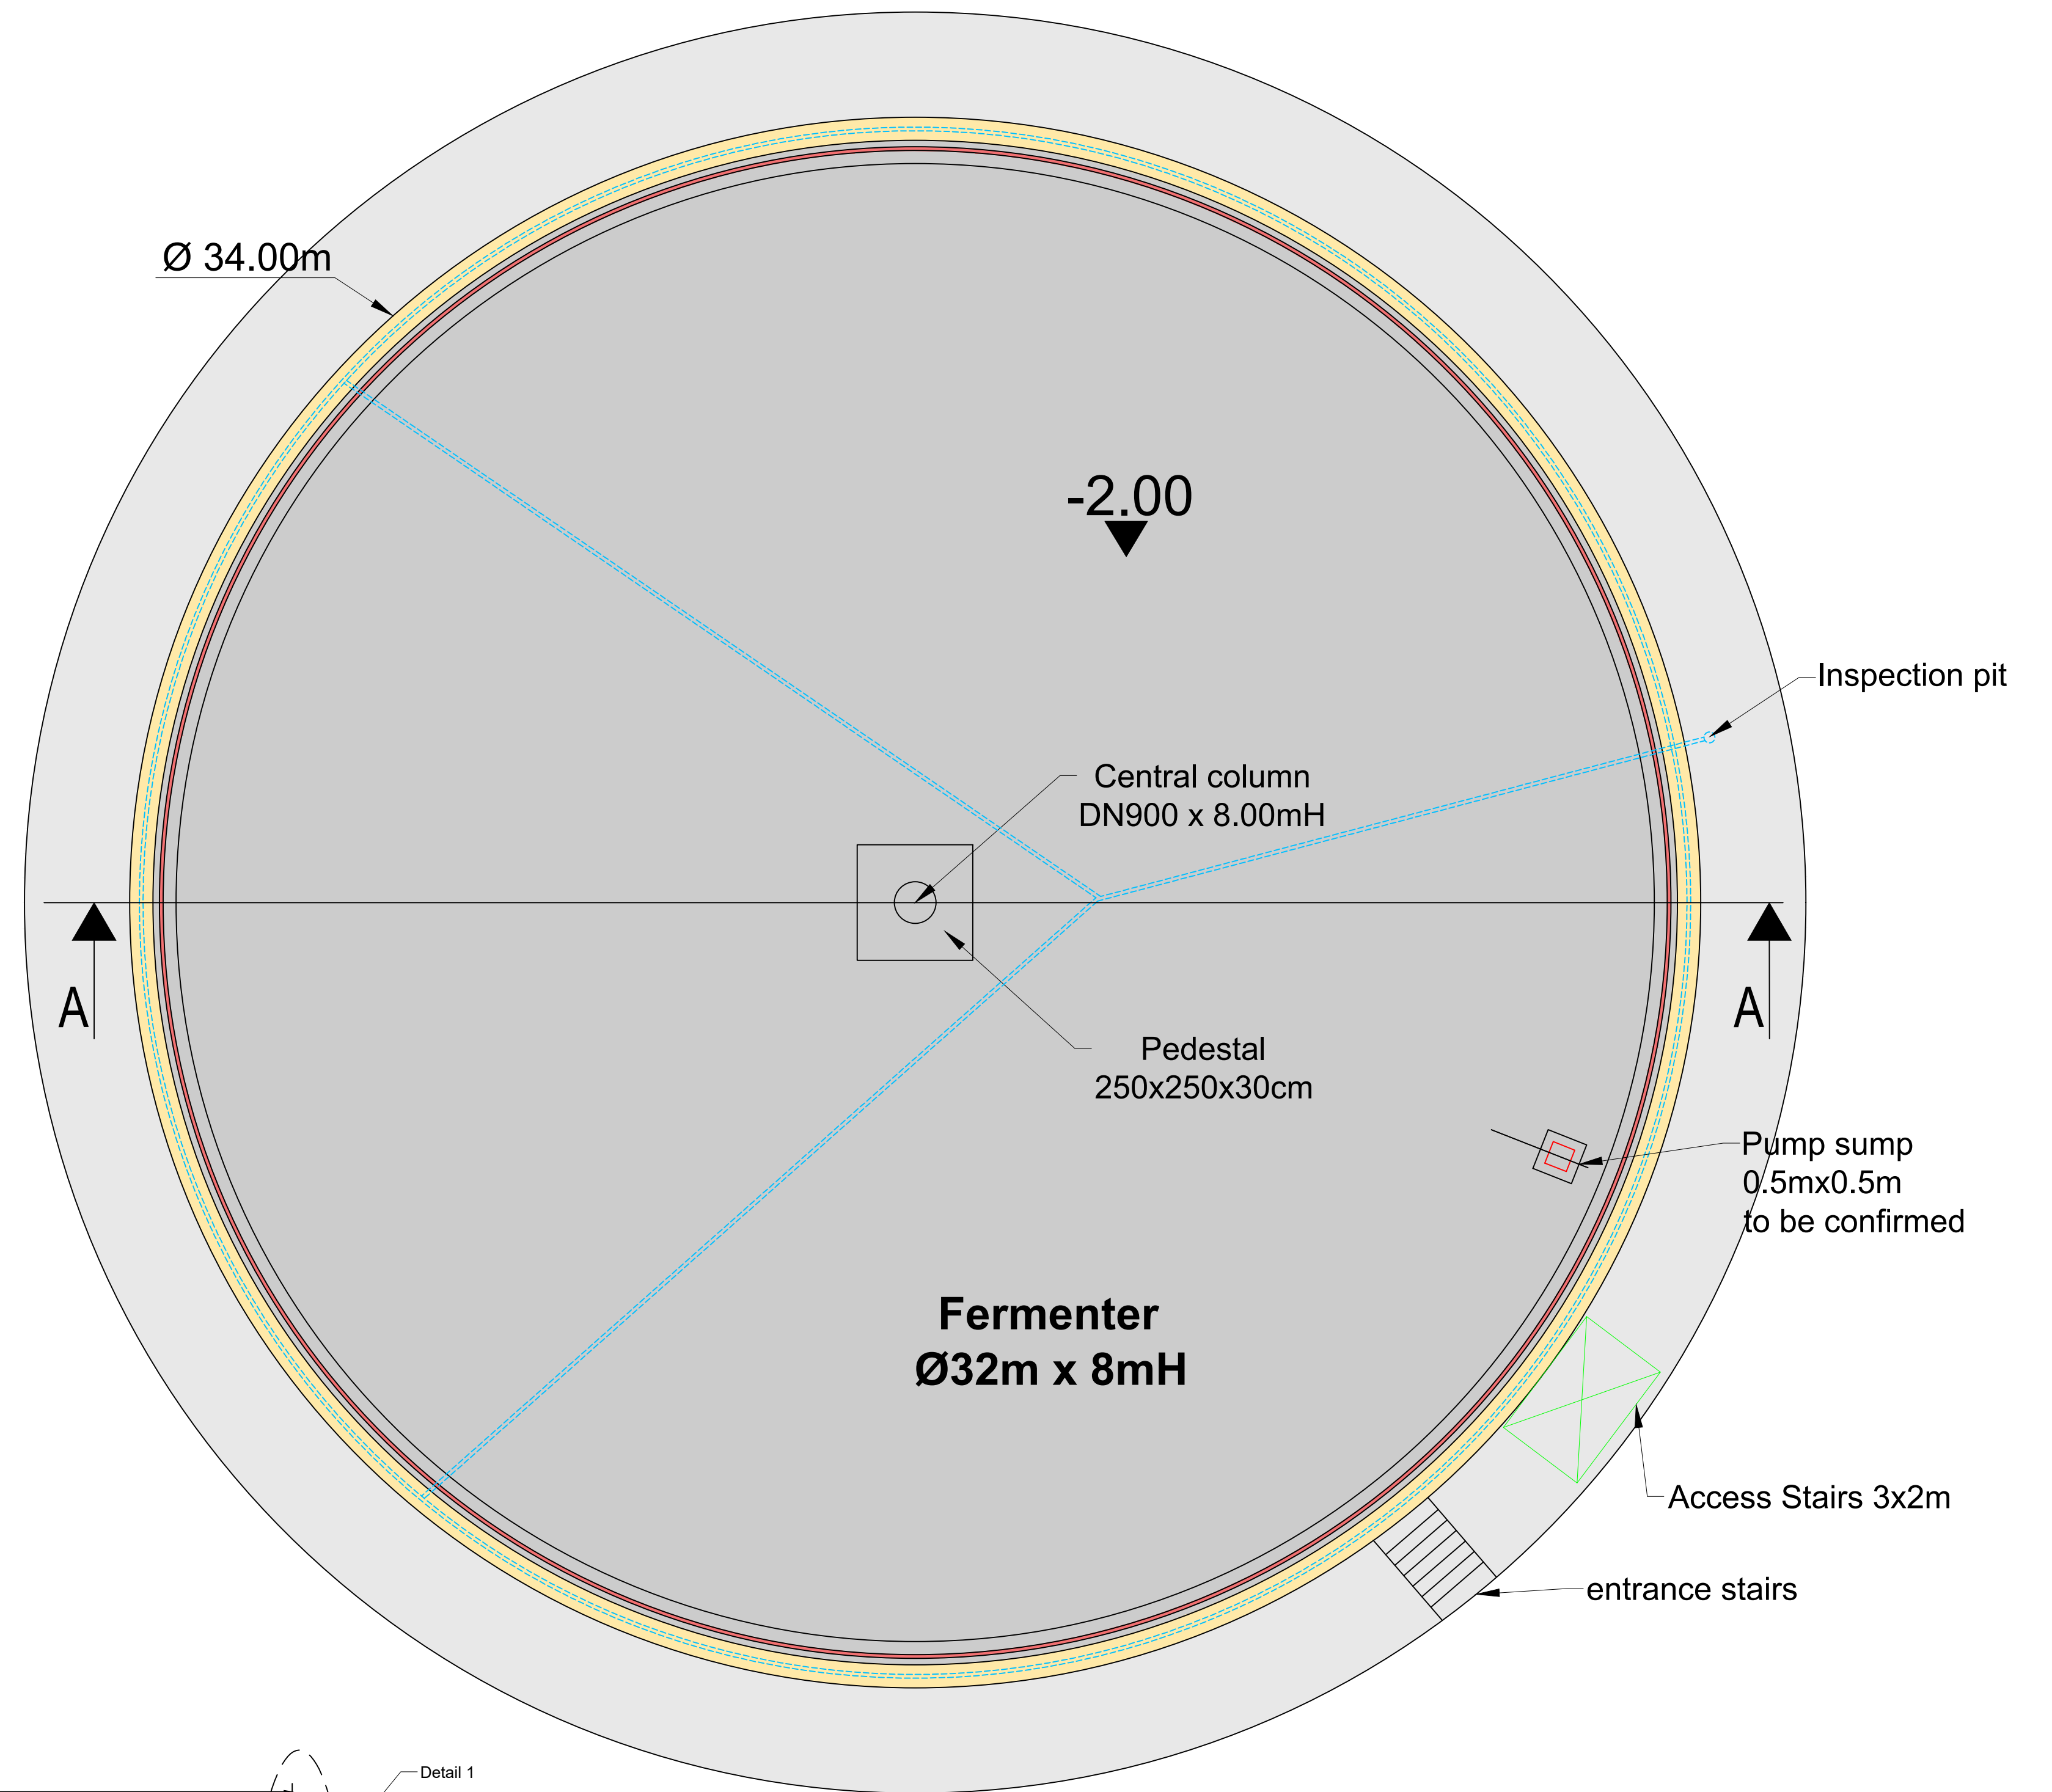 Ø 34.00m
-2.00
Inspection pit
Central column
DN900 x 8.00mH
A
A
Pedestal
250x250x30cm
Pump sump
0.5mx0.5m
to be confirmed
Fermenter
Ø32m x 8mH
Access Stairs 3x2m
entrance stairs
Detail 1